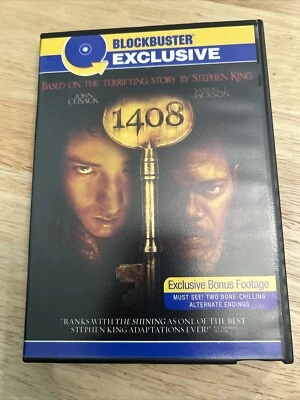 BLOCKBUSTER®
EXCLUSIVE
BASED ON THE TERRIFYING STORY BY STEPHEN KING
JOHN CUSACK
SAMUEL L. JACKSON
1408
Exclusive Bonus Footage
MUST SEE! TWO BONE-CHILLING
ALTERNATE ENDINGS
"RANKS WITH THE SHINING AS ONE OF THE BEST
STEPHEN KING ADAPTATIONS EVER!"